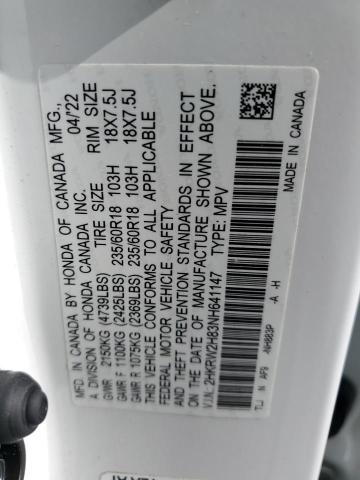 MFD. IN CANADA BY HONDA OF CANADA MFG.,
A DIVISION OF HONDA CANADA INC. 04/22
GVWR 2150KG (4739LBS) TIRE SIZE RIM SIZE
GAWR F 1100KG (2425LBS) 235/60R18 103H 18X7.5J
GAWR R 1075KG (2369LBS) 235/60R18 103H 18X7.5J
THIS VEHICLE CONFORMS TO ALL APPLICABLE
FEDERAL MOTOR VEHICLE SAFETY
PREVENTION STANDARDS IN EFFECT
ON THE DATE OF MANUFACTURE SHOWN ABOVE.
V.I.N. 2HKRW2H83NH641147 TYPE: MPV
MADE IN CANADA
TLJ N AP9 -NH883P -A -H